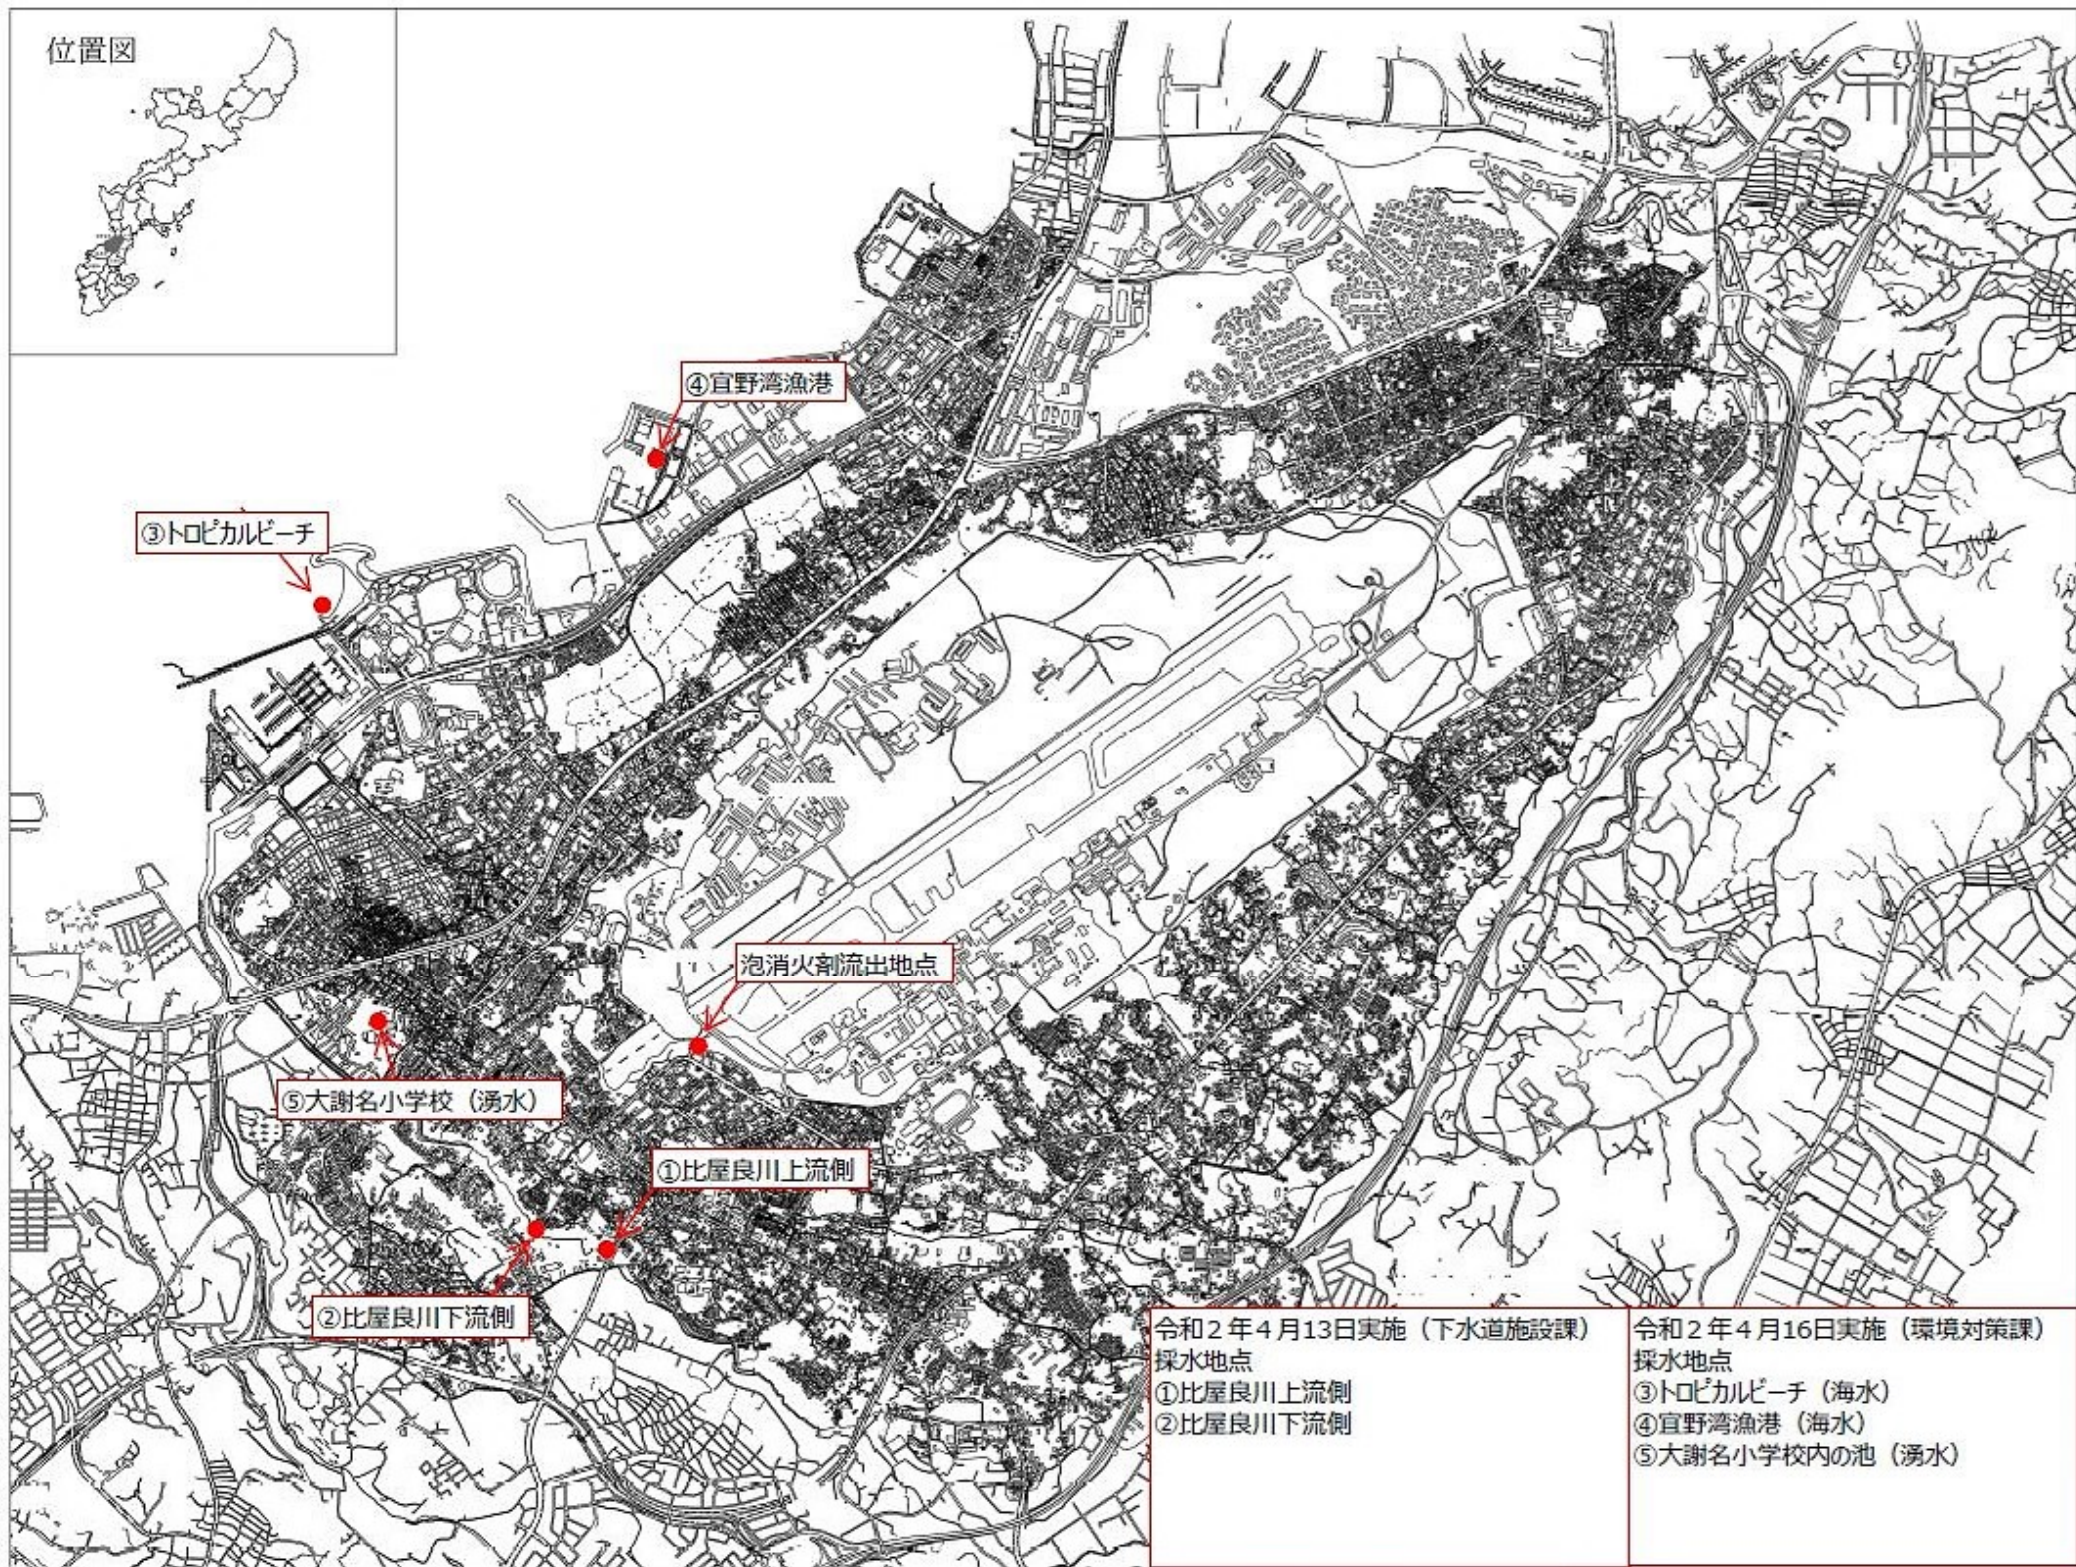 位置図
④宜野湾漁港
③トロピカルビーチ
泡消火剤流出地点
⑤大謝名小学校（湧水）
①比屋良川上流側
②比屋良川下流側
令和２年４月13日実施（下水道施設課）
採水地点
①比屋良川上流側
②比屋良川下流側
令和２年４月16日実施（環境対策課）
採水地点
③トロピカルビーチ（海水）
④宜野湾漁港（海水）
⑤大謝名小学校内の池（湧水）